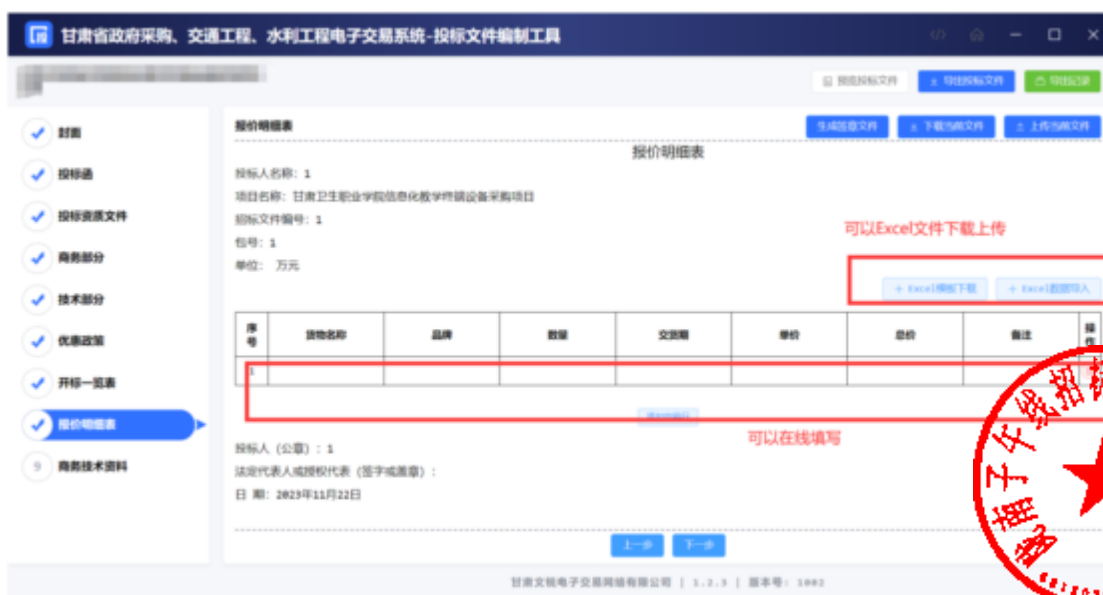 甘肃省政府采购、交通工程、水利工程电子交易系统-投标文件编制工具
预览投标文件 导出投标文件 导出记录
封面
投标函
投标资质文件
商务部分
技术部分
优惠政策
开标一览表
报价明细表
9 商务技术资料
报价明细表 生成签章文件 下载当前文件 上传当前文件
报价明细表
投标人名称: 1
项目名称: 甘肃卫生职业学院信息化教学终端设备采购项目
招标文件编号: 1
包号: 1
单位: 万元
可以Excel文件下载上传
+ Excel模板下载 + Excel数据导入
序号 货物名称 品牌 数量 交货期 单价 总价 备注 操作
1
可以在线填写
投标人（公章）: 1
法定代表人或授权代表（签字或盖章）:
日 期: 2023年11月22日
上一步 下一步
甘肃文锐电子交易网络有限公司 | 1.2.3 | 版本号: 1002